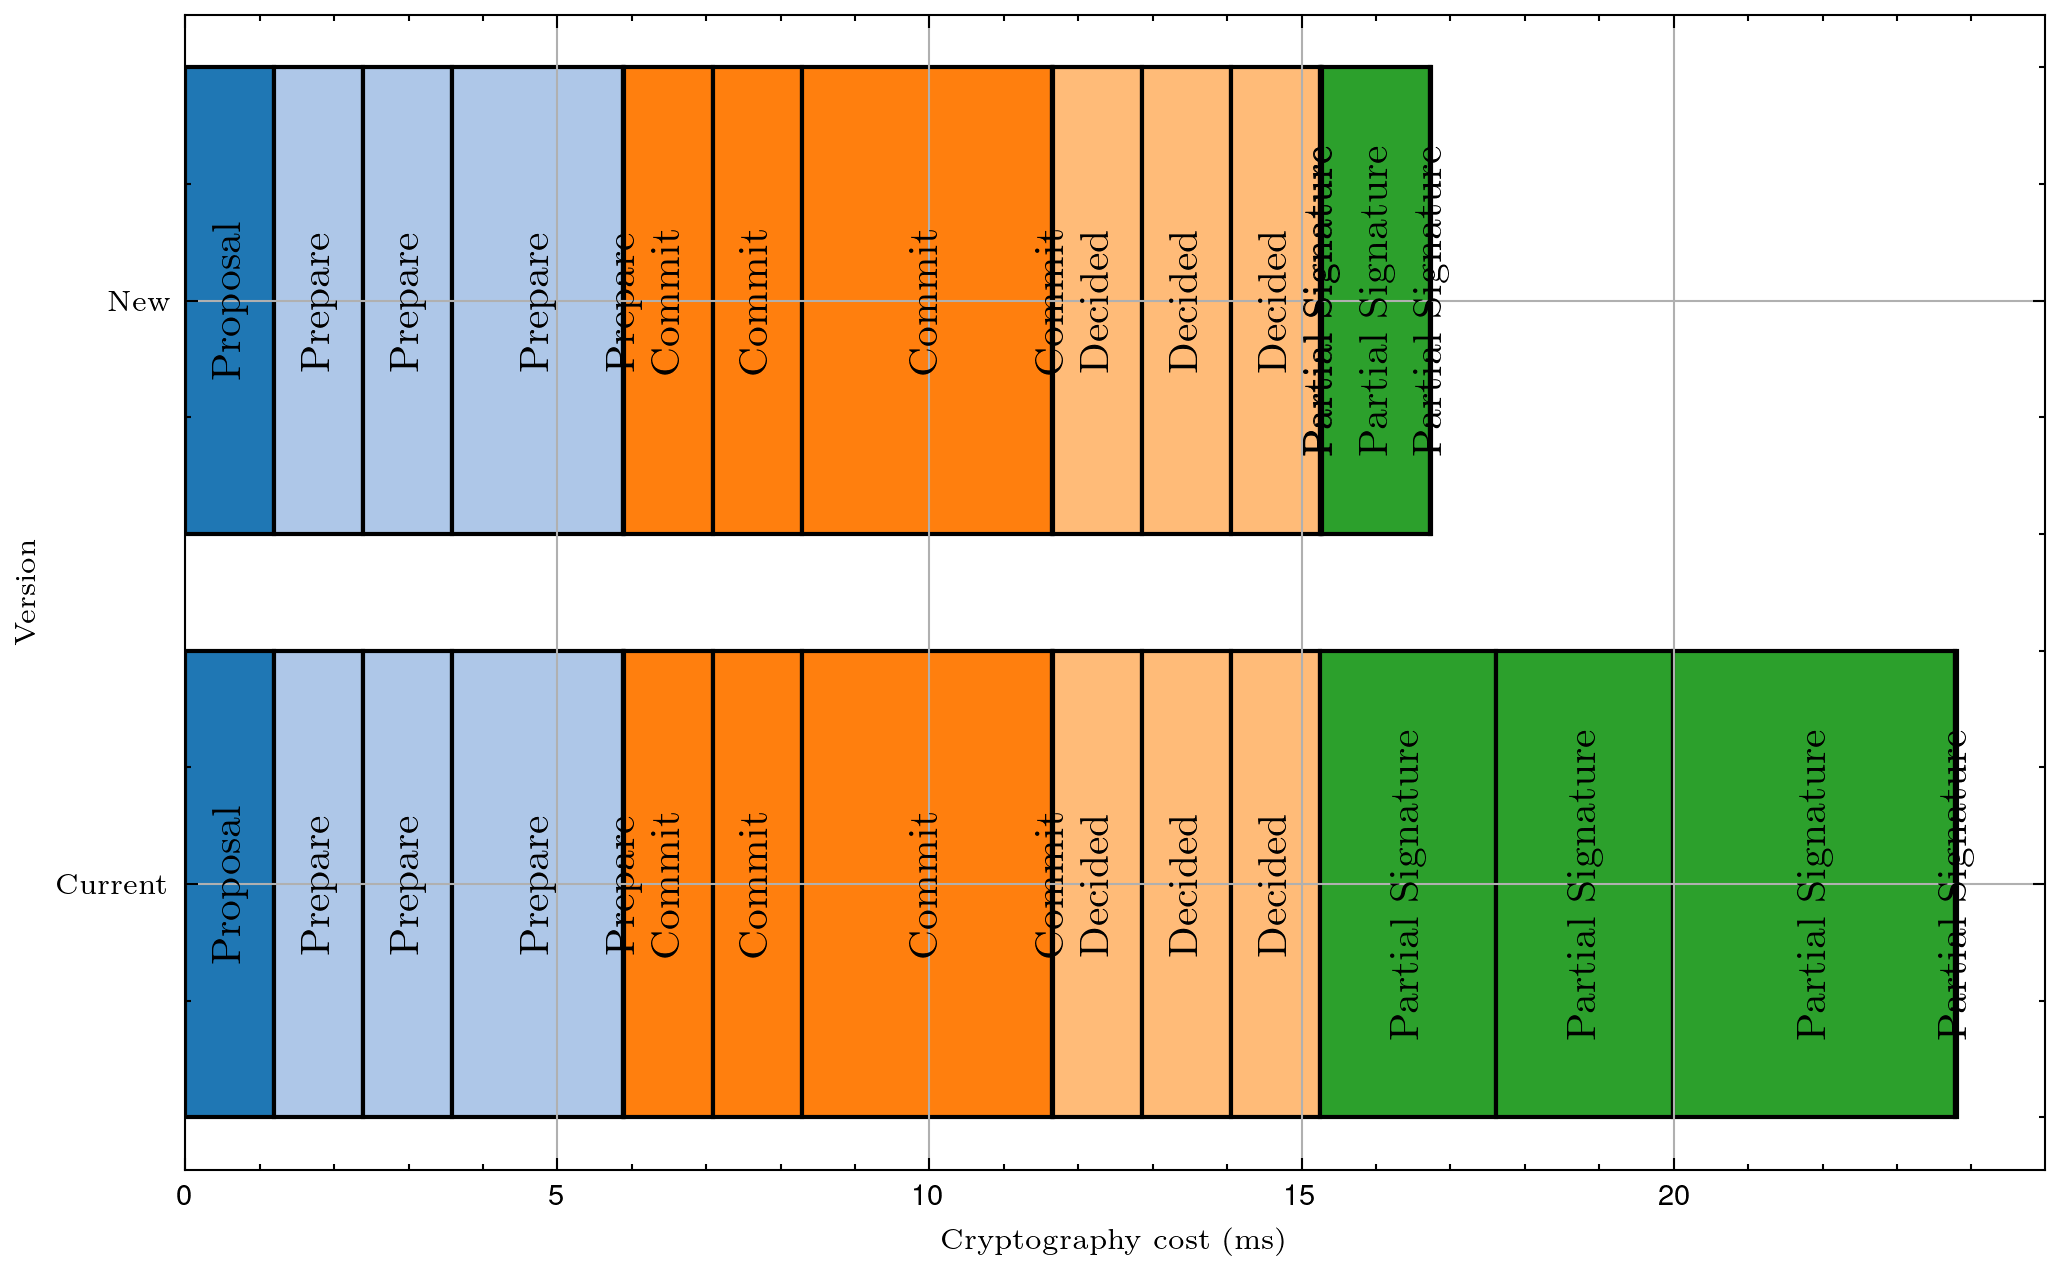 New
Proposal
Prepare
Prepare
Prepare
Prepare
Commit
Commit
Commit
Commit
Decided
Decided
Decided
Partial Signature
Partial Signature
Partial Signature
Version
Current
Proposal
Prepare
Prepare
Prepare
Prepare
Commit
Commit
Commit
Commit
Decided
Decided
Decided
Partial Signature
Partial Signature
Partial Signature
Partial Signature
0 5 10 15 20
Cryptography cost (ms)